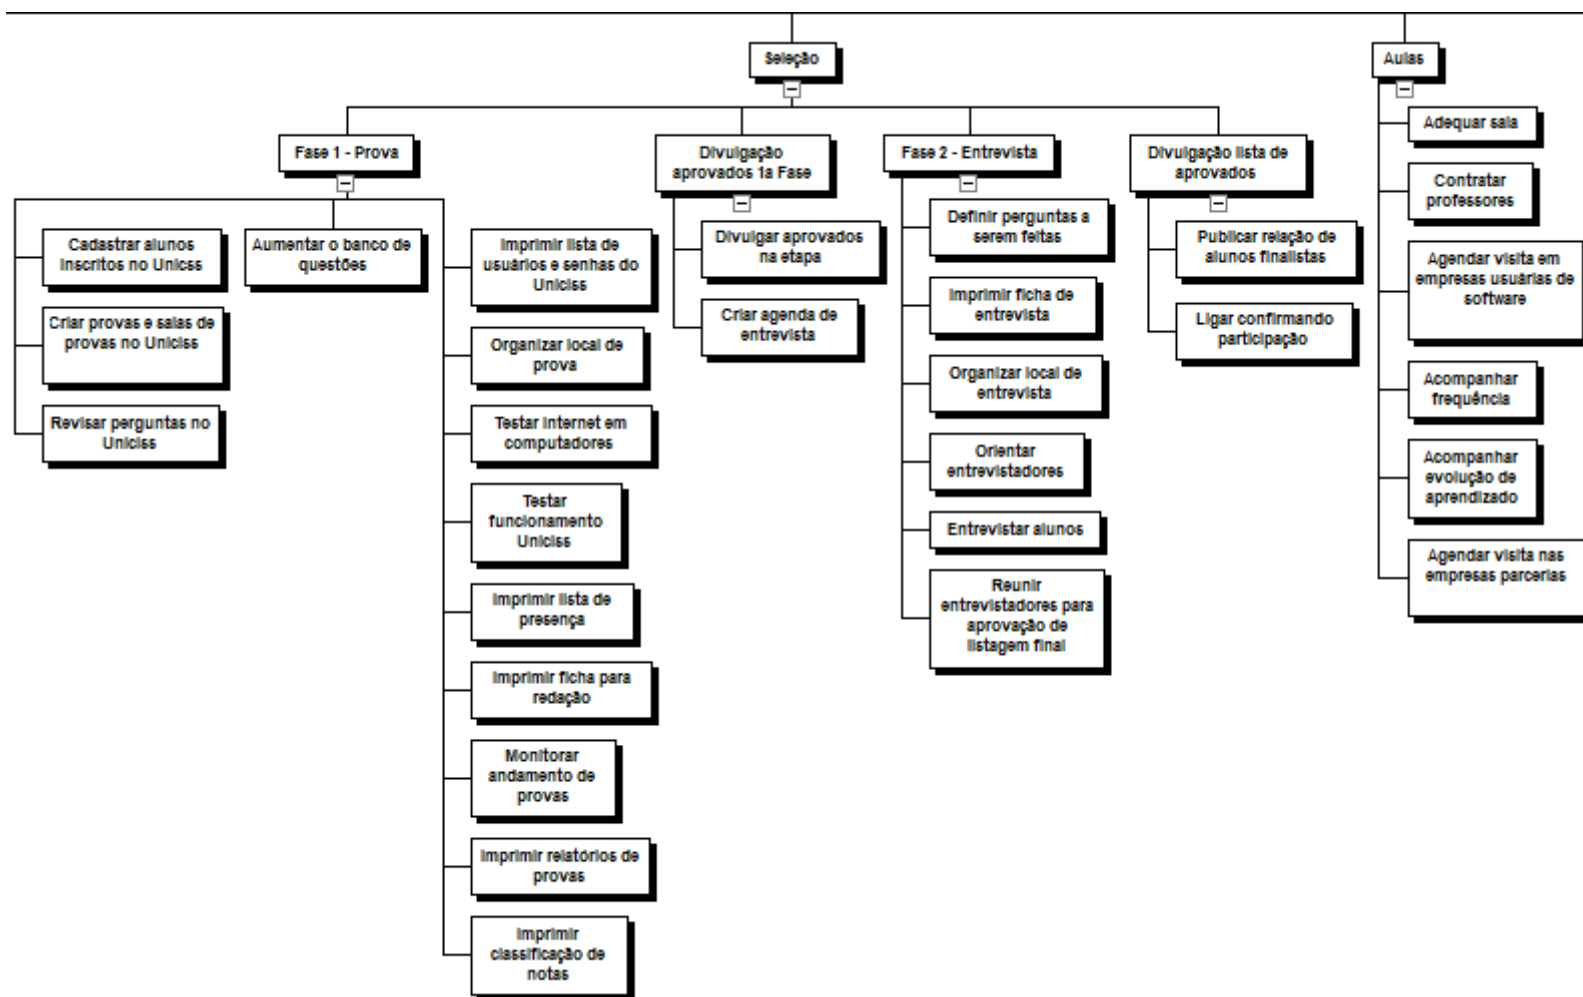 Seleção
Aulas
Fase 1 - Prova
Divulgação
aprovados 1a Fase
Fase 2 - Entrevista
Divulgação lista de
aprovados
Cadastrar alunos
inscritos no Unicss
Criar provas e salas de
provas no Uniciss
Revisar perguntas no
Uniciss
Aumentar o banco de
questões
Imprimir lista de
usuários e senhas do
Uniciss
Organizar local de
prova
Testar internet em
computadores
Testar
funcionamento
Uniciss
Imprimir lista de
presença
Imprimir ficha para
redação
Monitorar
andamento de
provas
Imprimir relatórios de
provas
Imprimir
classificação de
notas
Divulgar aprovados
na etapa
Criar agenda de
entrevista
Definir perguntas a
serem feitas
Imprimir ficha de
entrevista
Organizar local de
entrevista
Orientar
entrevistadores
Entrevistar alunos
Reunir
entrevistadores para
aprovação de
listagem final
Publicar relação de
alunos finalistas
Ligar confirmando
participação
Adequar sala
Contratar
professores
Agendar visita em
empresas usuárias de
software
Acompanhar
frequência
Acompanhar
evolução de
aprendizado
Agendar visita nas
empresas parcerias